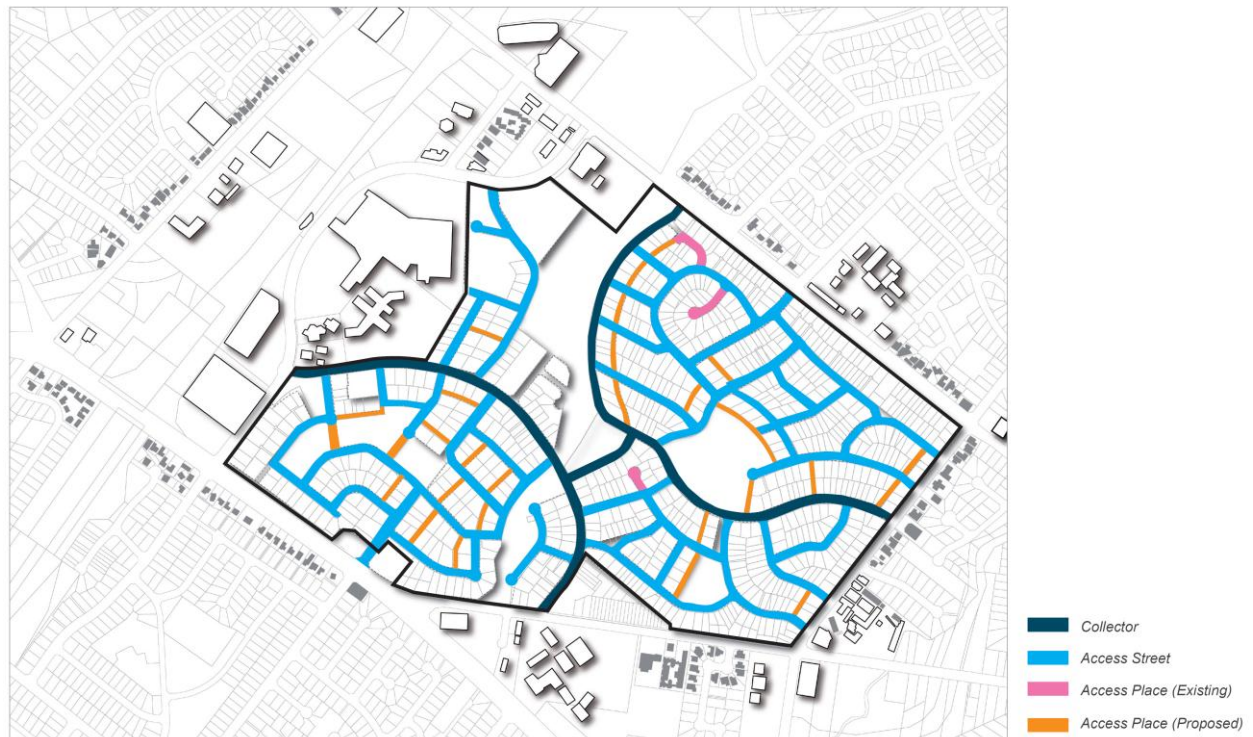 Collector
Access Street
Access Place (Existing)
Access Place (Proposed)